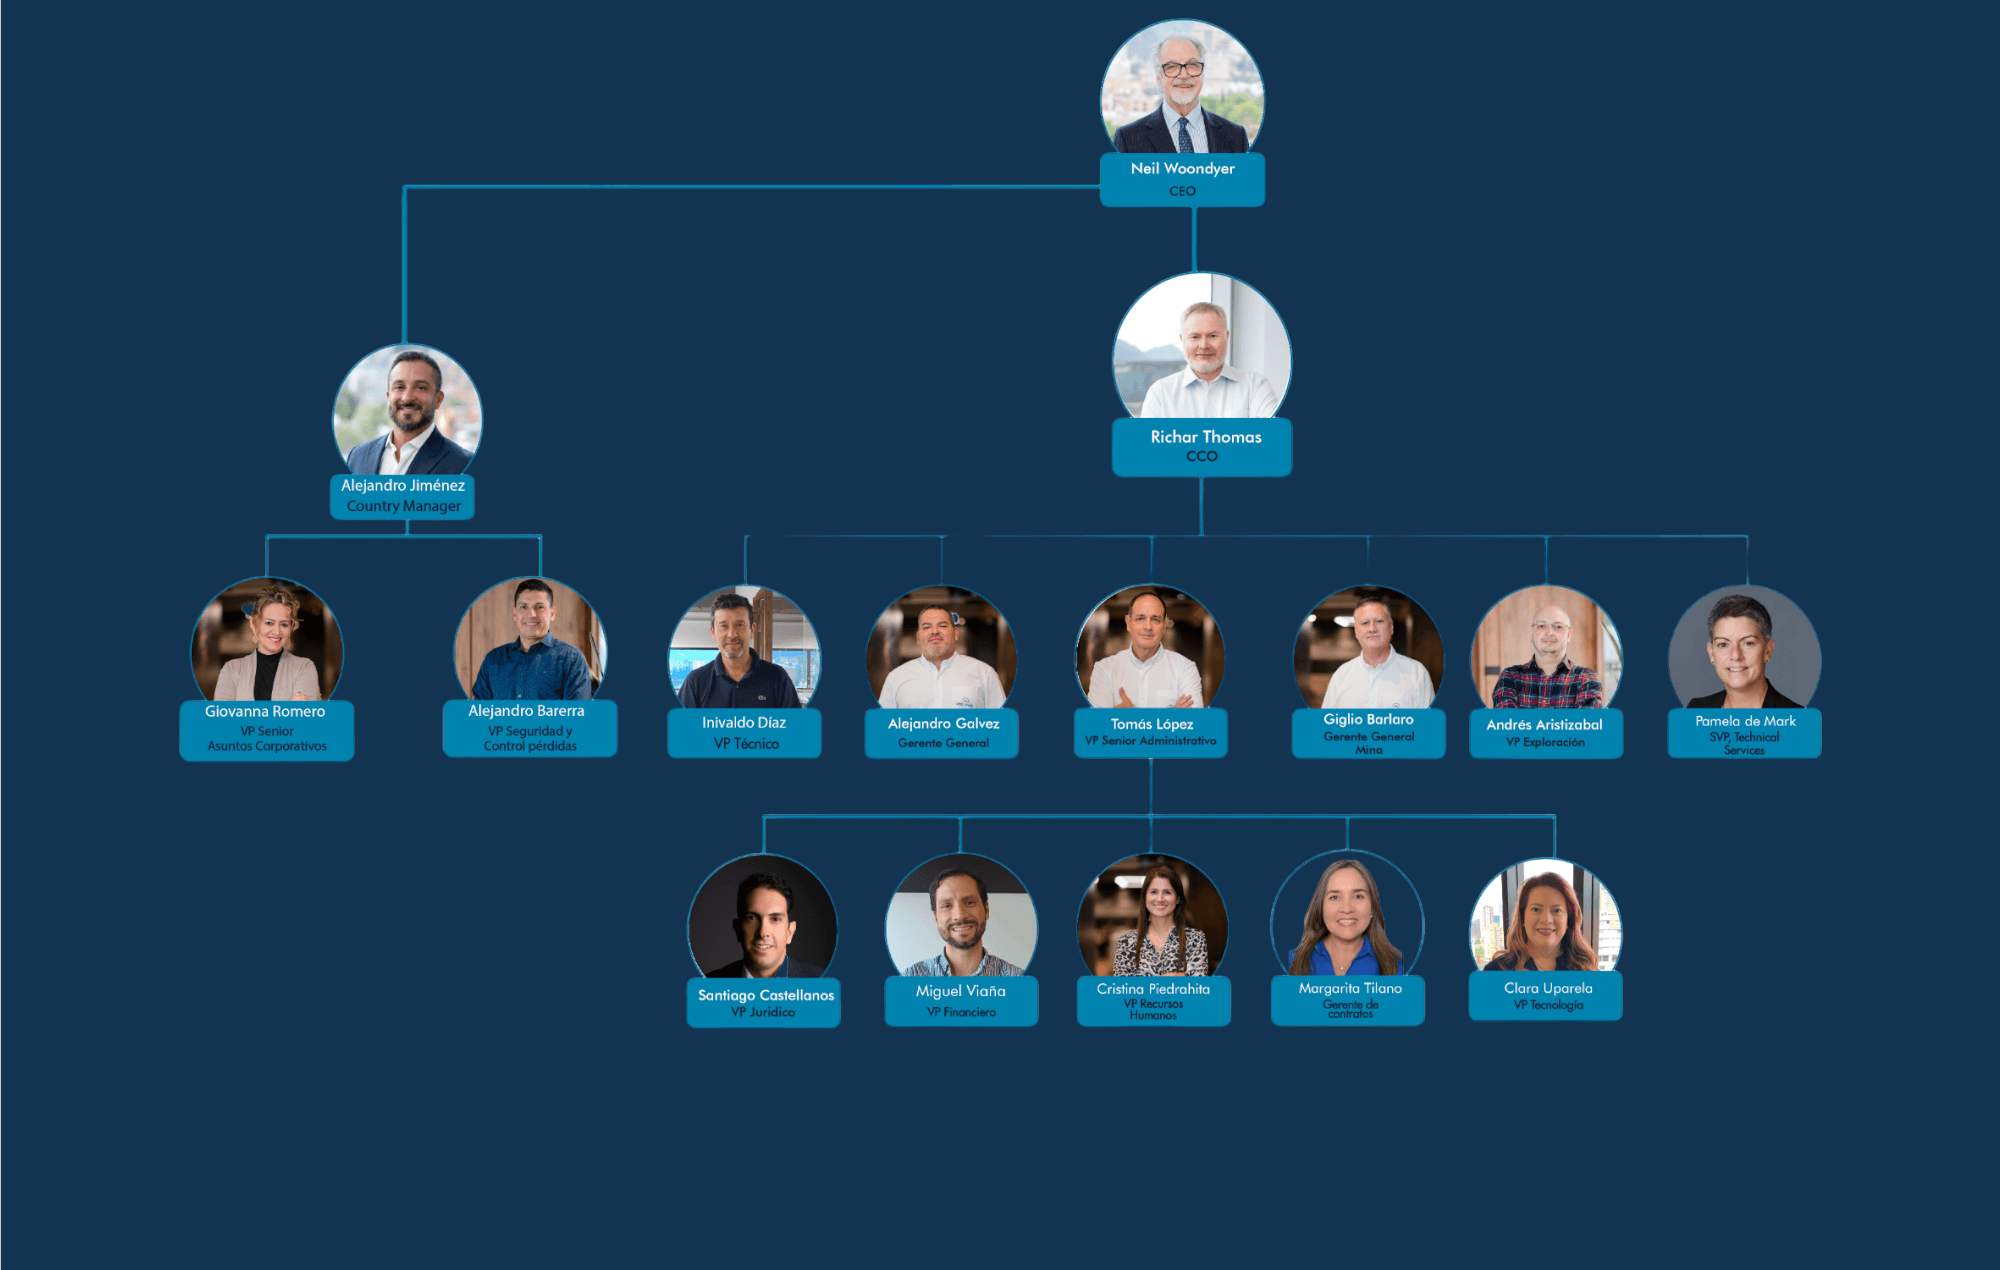 Neil Woondyer
CEO
Richar Thomas
CCO
Alejandro Jiménez
Country Manager
Giovanna Romero
VP Senior
Asuntos Corporativos
Alejandro Barerra
VP Seguridad y
Control pérdidas
Inivaldo Díaz
VP Técnico
Alejandro Galvez
Gerente General
Tomás López
VP Senior Administrativo
Giglio Barlaro
Gerente General
Mina
Andrés Aristizabal
VP Exploración
Pamela de Mark
SVP, Technical
Services
Santiago Castellanos
VP Juridico
Miguel Viaña
VP Financiero
Cristina Piedrahita
VP Recursos
Humanos
Margarita Tilano
Gerente de
contratos
Clara Uparela
VP Tecnología